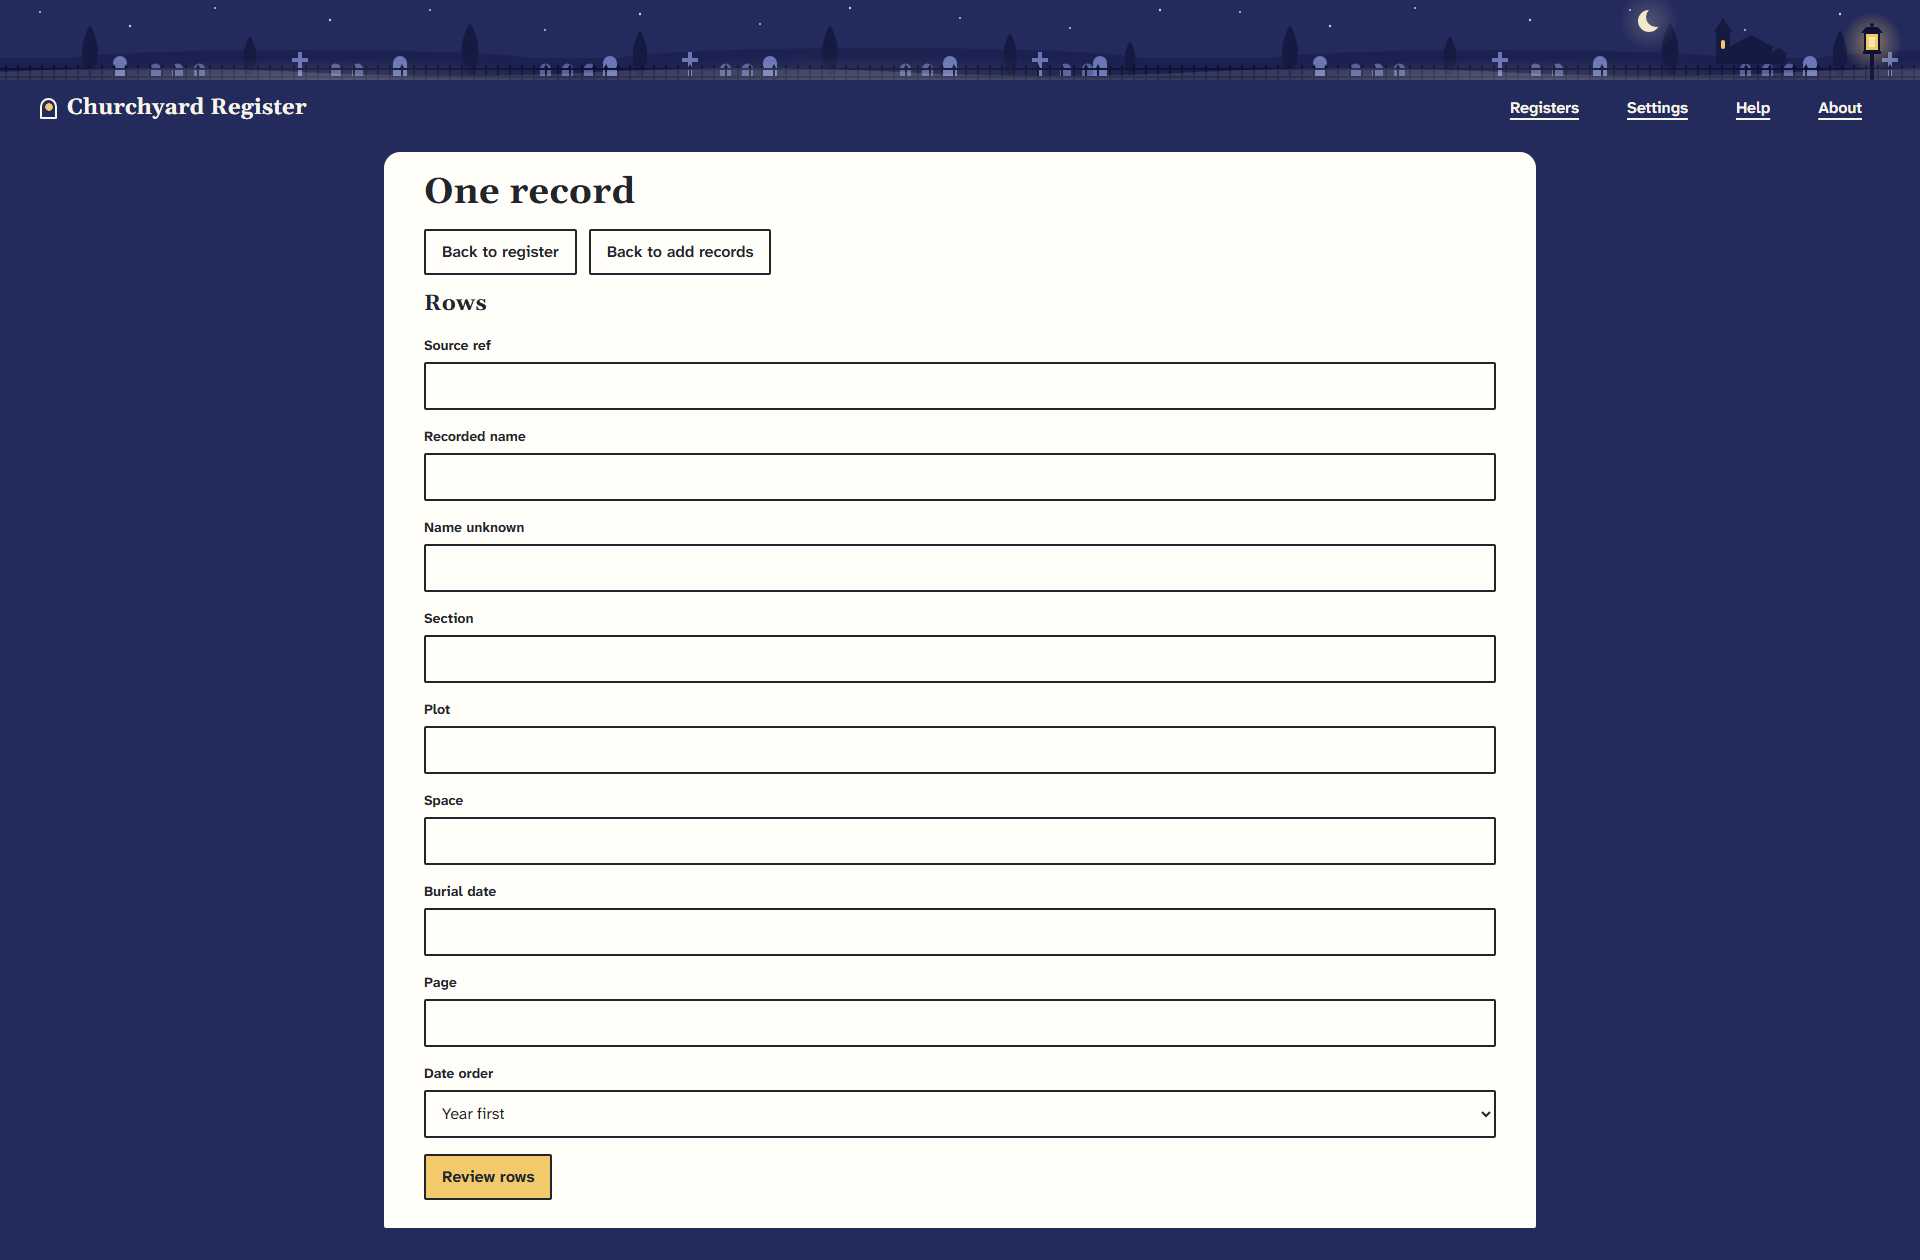 Churchyard Register
Registers
Settings
Help
About
One record
Back to register
Back to add records
Rows
Source ref
Recorded name
Name unknown
Section
Plot
Space
Burial date
Page
Date order
Year first
Review rows